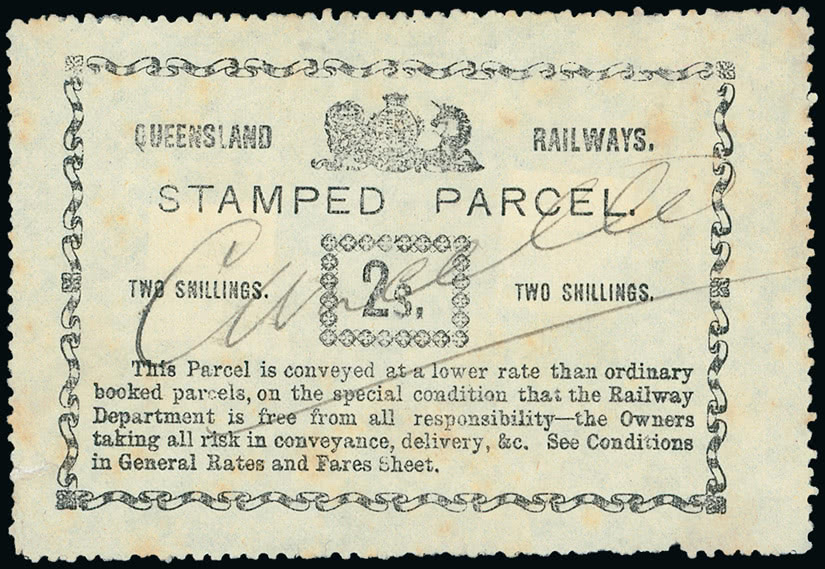 QUEENSLAND RAILWAYS.
STAMPED PARCEL.
TWO SHILLINGS. 2s. TWO SHILLINGS.
This Parcel is conveyed at a lower rate than ordinary
booked parcels, on the special condition that the Railway
Department is free from all responsibility—the Owners
taking all risk in conveyance, delivery, &c. See Conditions
in General Rates and Fares Sheet.